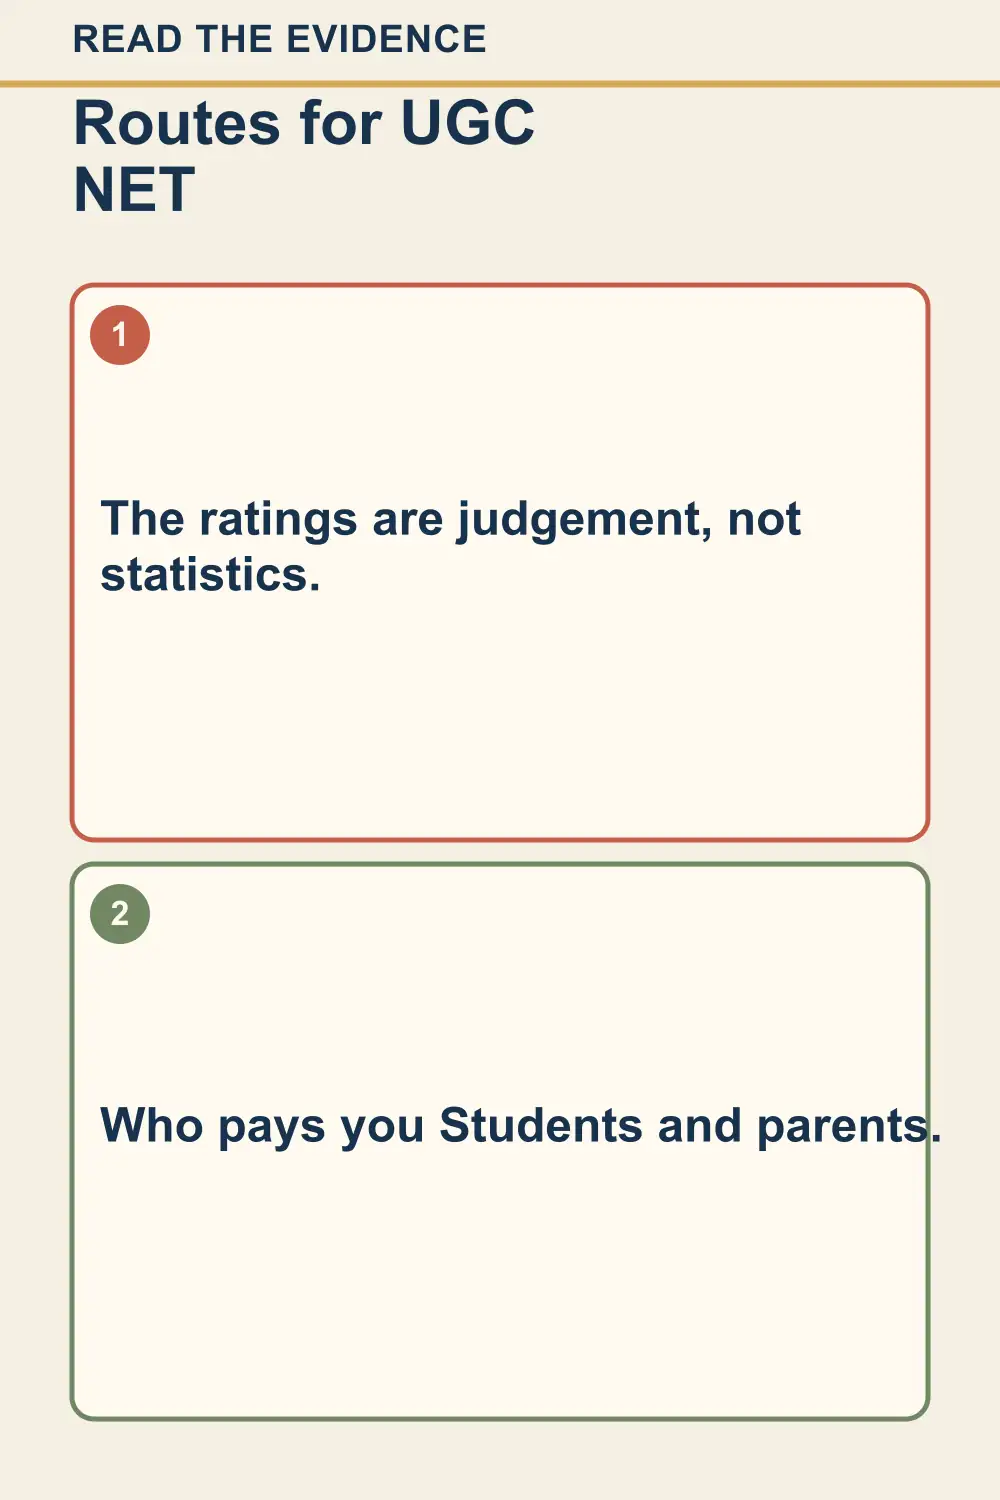 READ THE EVIDENCE
Routes for UGC
NET
1
The ratings are judgement, not
statistics.
2
Who pays you Students and parents.